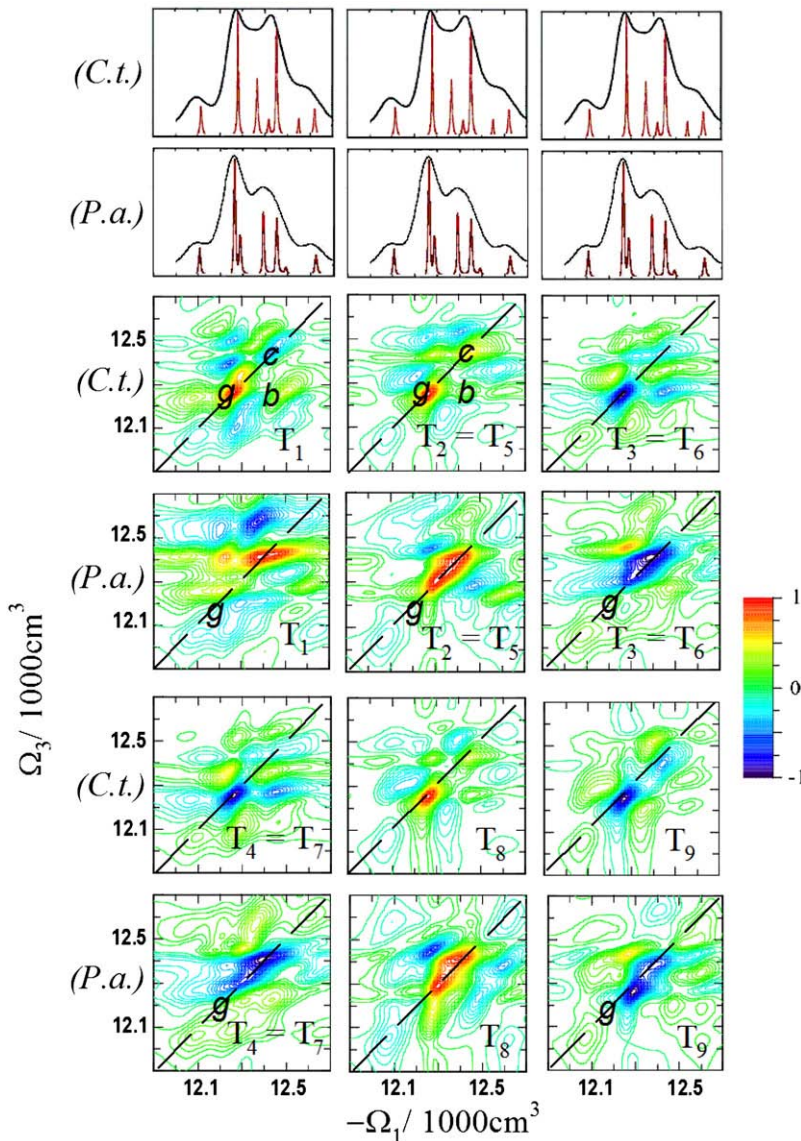 (C.t.)
(P.a.)
12.5
12.1
(C.t.)
g e b
T₁
g e b
T₂ = T₅
T₃ = T₆
12.5
12.1
(P.a.)
g
T₁
g
T₂ = T₅
g
T₃ = T₆
1
0
-1
Ω₃/ 1000cm³
12.5
12.1
(C.t.)
T₄ = T₇
T₈
T₉
12.5
12.1
(P.a.)
g
T₄ = T₇
T₈
g
T₉
12.1 12.5 12.1 12.5 12.1 12.5
−Ω₁/ 1000cm³